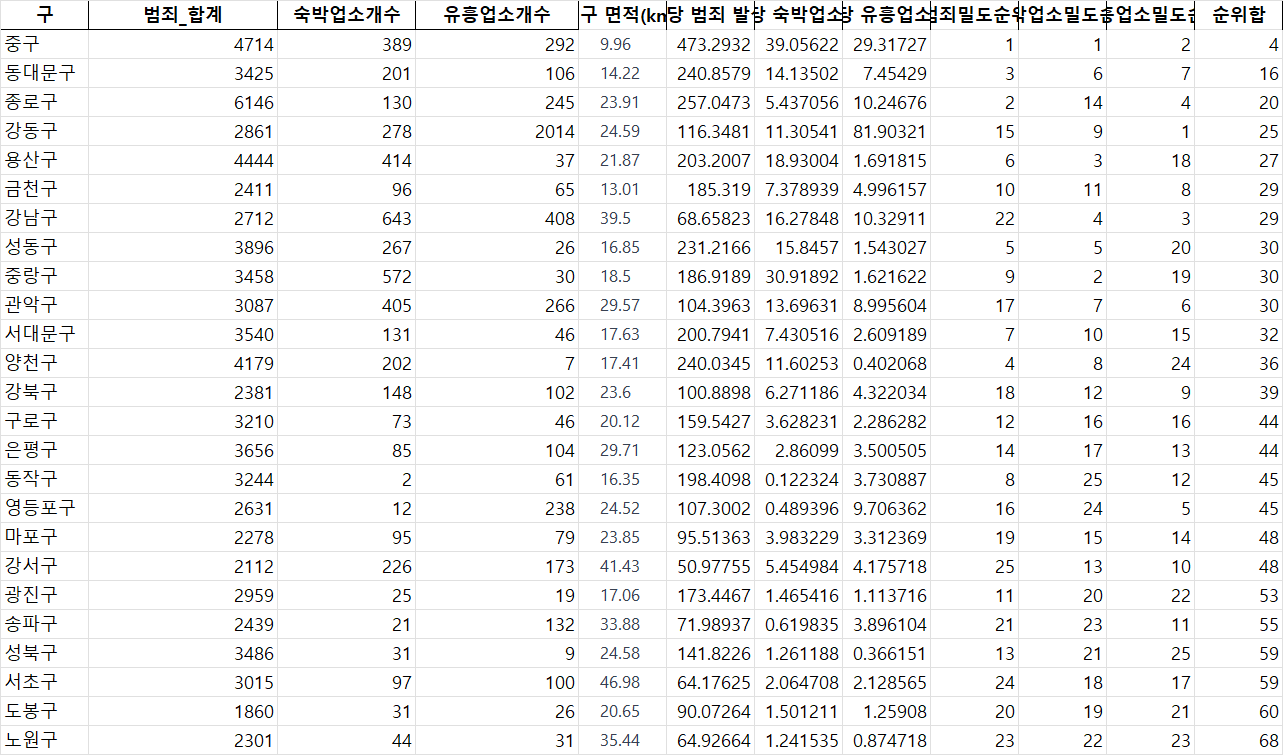 구 범죄_합계 숙박업소개수 유흥업소개수 구 면적(kn 당 범죄 발 당 숙박업소 당 유흥업소 범죄밀도순위 박업소밀도순 흥업소밀도순 순위합
중구 4714 389 292 9.96 473.2932 39.05622 29.31727 1 1 2 4
동대문구 3425 201 106 14.22 240.8579 14.13502 7.45429 3 6 7 16
종로구 6146 130 245 23.91 257.0473 5.437056 10.24676 2 14 4 20
강동구 2861 278 2014 24.59 116.3481 11.30541 81.90321 15 9 1 25
용산구 4444 414 37 21.87 203.2007 18.93004 1.691815 6 3 18 27
금천구 2411 96 65 13.01 185.319 7.378939 4.996157 10 11 8 29
강남구 2712 643 408 39.5 68.65823 16.27848 10.32911 22 4 3 29
성동구 3896 267 26 16.85 231.2166 15.8457 1.543027 5 5 20 30
중랑구 3458 572 30 18.5 186.9189 30.91892 1.621622 9 2 19 30
관악구 3087 405 266 29.57 104.3963 13.69631 8.995604 17 7 6 30
서대문구 3540 131 46 17.63 200.7941 7.430516 2.609189 7 10 15 32
양천구 4179 202 7 17.41 240.0345 11.60253 0.402068 4 8 24 36
강북구 2381 148 102 23.6 100.8898 6.271186 4.322034 18 12 9 39
구로구 3210 73 46 20.12 159.5427 3.628231 2.286282 12 16 16 44
은평구 3656 85 104 29.71 123.0562 2.86099 3.500505 14 17 13 44
동작구 3244 2 61 16.35 198.4098 0.122324 3.730887 8 25 12 45
영등포구 2631 12 238 24.52 107.3002 0.489396 9.706362 16 24 5 45
마포구 2278 95 79 23.85 95.51363 3.983229 3.312369 19 15 14 48
강서구 2112 226 173 41.43 50.97755 5.454984 4.175718 25 13 10 48
광진구 2959 25 19 17.06 173.4467 1.465416 1.113716 11 20 22 53
송파구 2439 21 132 33.88 71.98937 0.619835 3.896104 21 23 11 55
성북구 3486 31 9 24.58 141.8226 1.261188 0.366151 13 21 25 59
서초구 3015 97 100 46.98 64.17625 2.064708 2.128565 24 18 17 59
도봉구 1860 31 26 20.65 90.07264 1.501211 1.25908 20 19 21 60
노원구 2301 44 31 35.44 64.92664 1.241535 0.874718 23 22 23 68